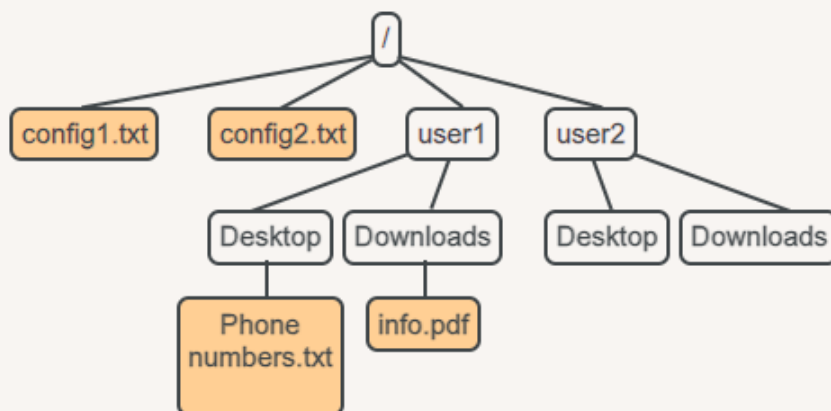 /
config1.txt
config2.txt
user1
user2
Desktop
Downloads
Desktop
Downloads
Phone
numbers.txt
info.pdf